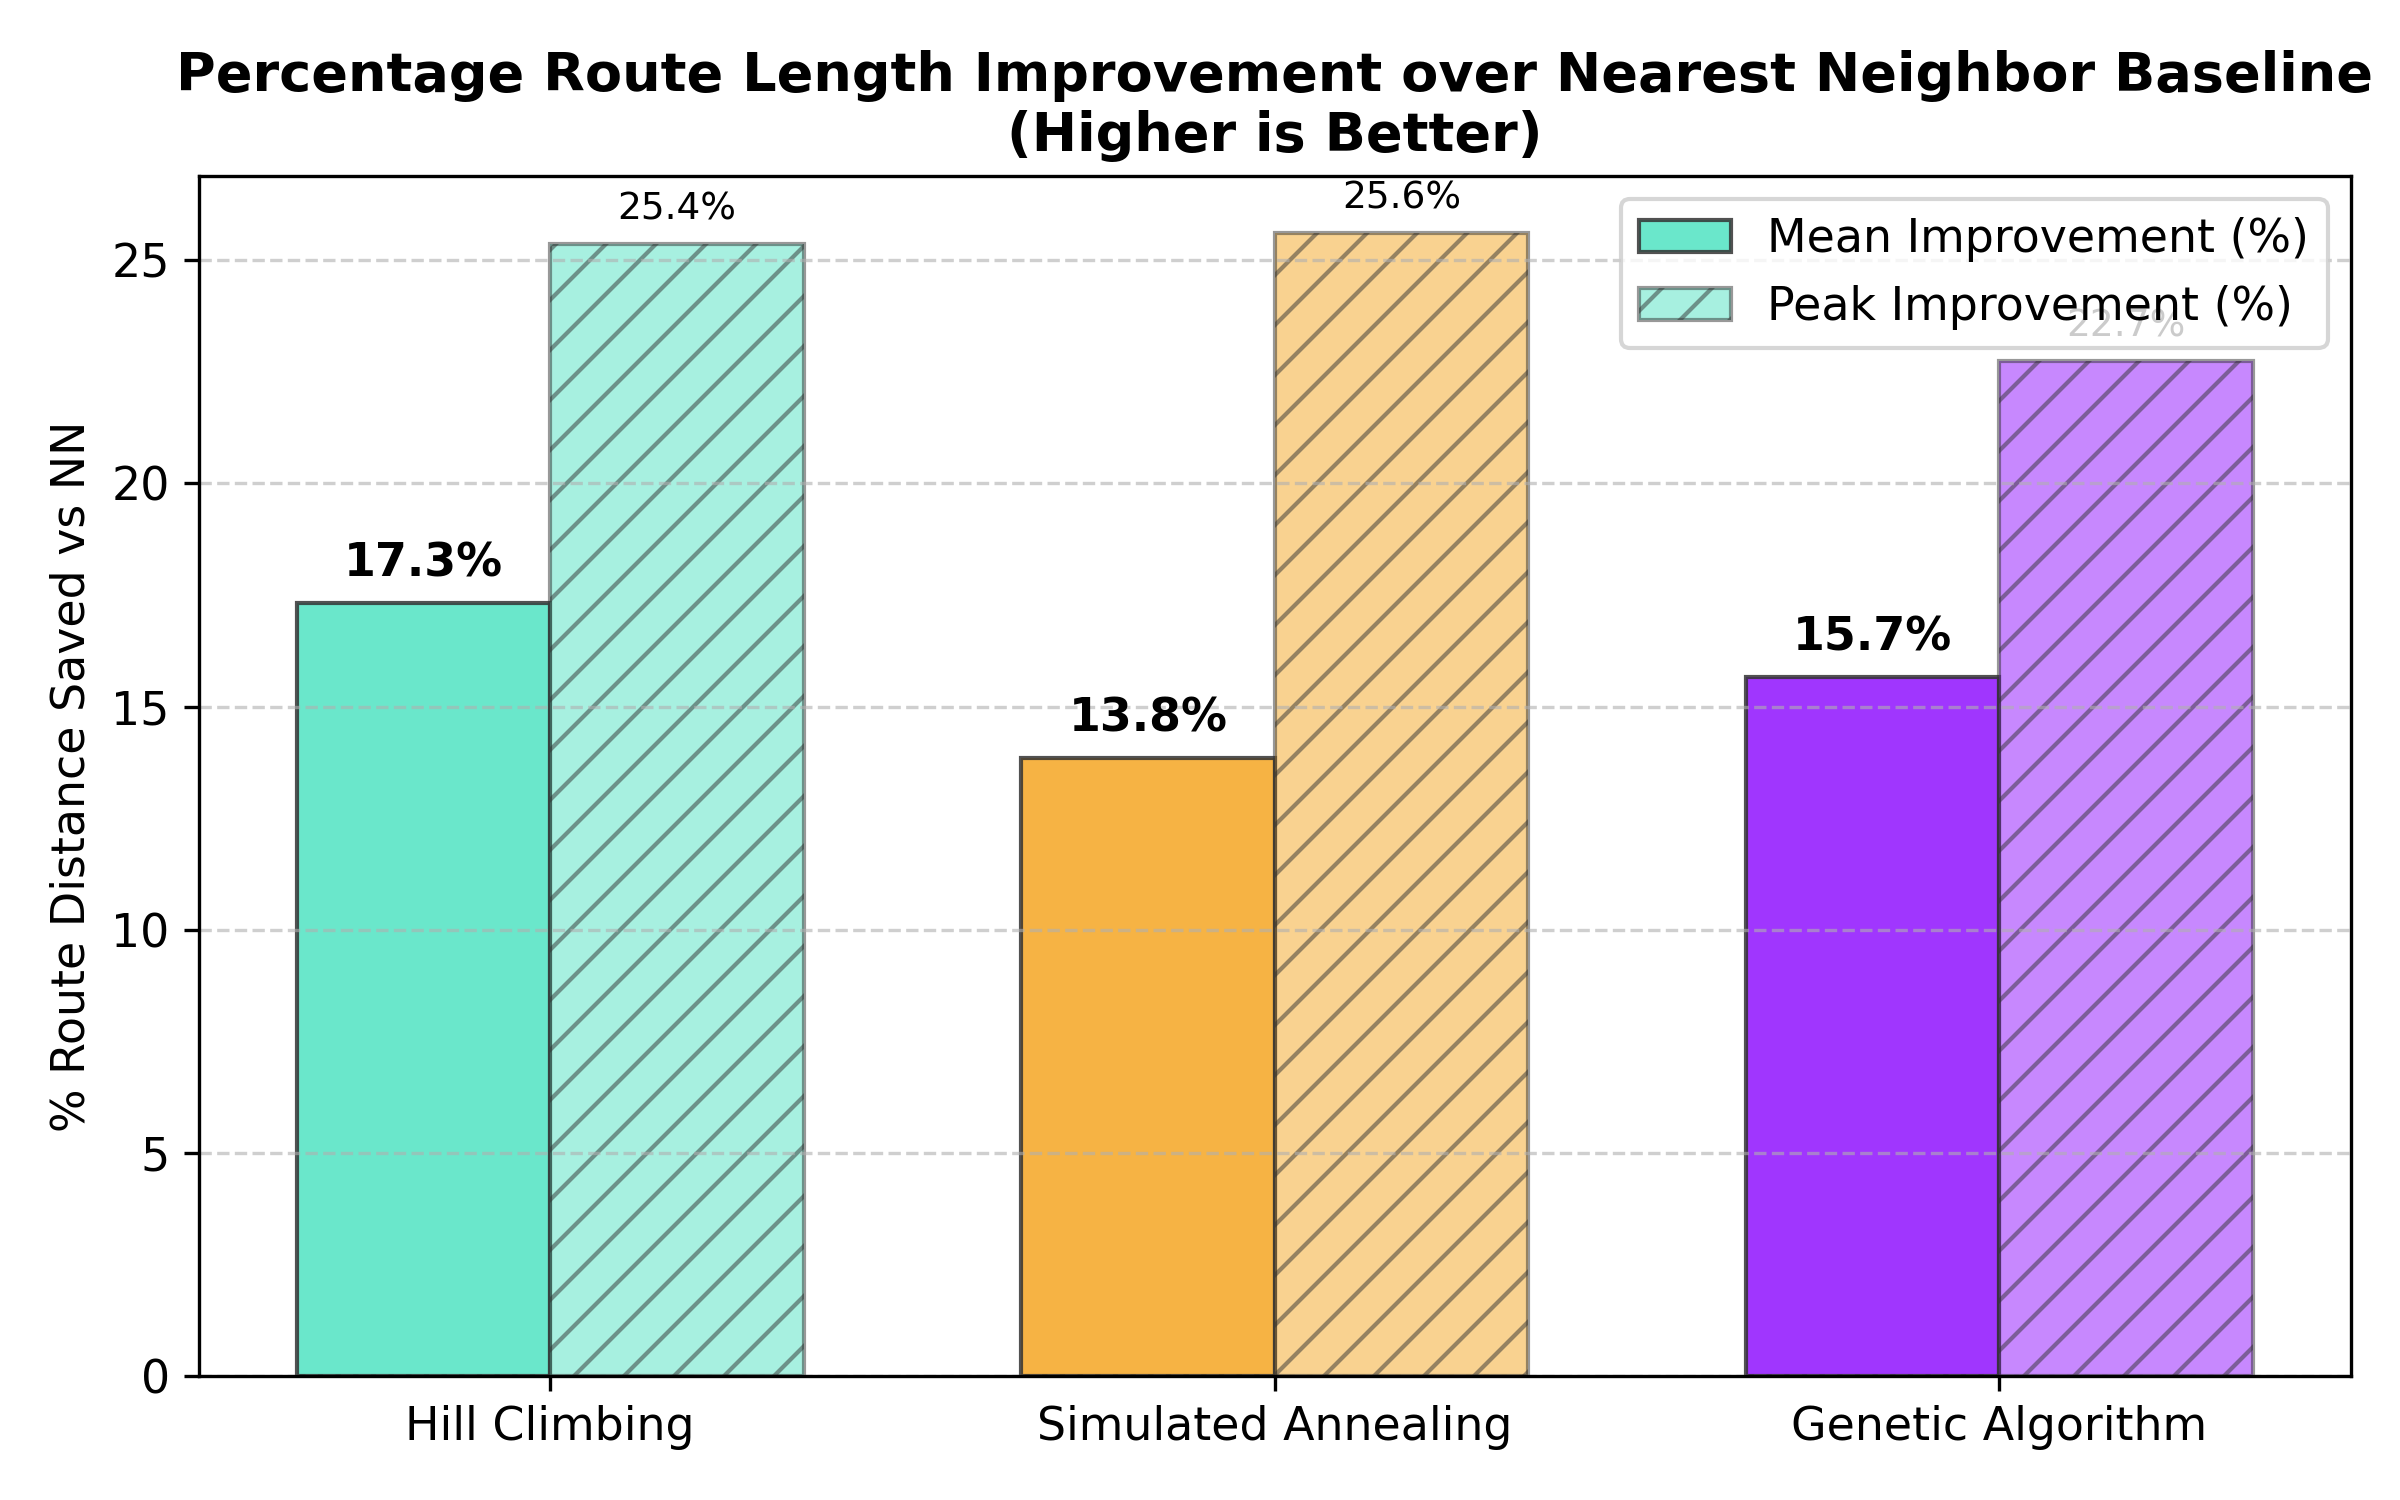 Percentage Route Length Improvement over Nearest Neighbor Baseline
(Higher is Better)
% Route Distance Saved vs NN
25
20
15
10
5
0
25.4%
25.6%
22.7%
17.3%
13.8%
15.7%
Mean Improvement (%)
Peak Improvement (%)
Hill Climbing
Simulated Annealing
Genetic Algorithm